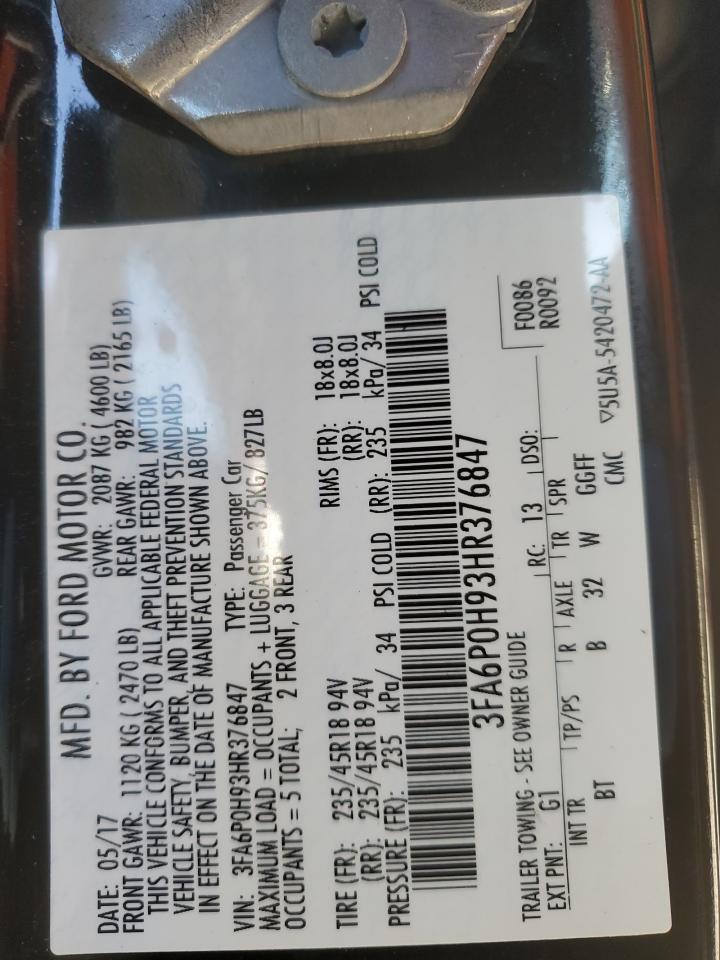 MFD. BY FORD MOTOR CO.
DATE: 05/17 GVWR: 2087 KG ( 4600 LB)
FRONT GAWR: 1120 KG ( 2470 LB) REAR GAWR: 982 KG ( 2165 LB)
THIS VEHICLE CONFORMS TO ALL APPLICABLE FEDERAL MOTOR
VEHICLE SAFETY, BUMPER, AND THEFT PREVENTION STANDARDS
IN EFFECT ON THE DATE OF MANUFACTURE SHOWN ABOVE.
VIN: 3FA6P0H93HR376847 TYPE: Passenger Car
MAXIMUM LOAD = OCCUPANTS + LUGGAGE = 375KG/ 827LB
OCCUPANTS = 5 TOTAL; 2 FRONT, 3 REAR
TIRE (FR): 235/45R18 94V RIMS (FR): 18x8.0J
(RR): 235/45R18 94V (RR): 18x8.0J
PRESSURE (FR): 235 kPa/ 34 PSI COLD (RR): 235 kPa/ 34 PSI COLD
3FA6P0H93HR376847
TRAILER TOWING - SEE OWNER GUIDE
EXT PNT: G1 RC: 13 DSO: F0086
R0092
INT TR TP/PS R AXLE TR SPR
BT B 32 W GGFF
CMC ▽5U5A-5420472-AA